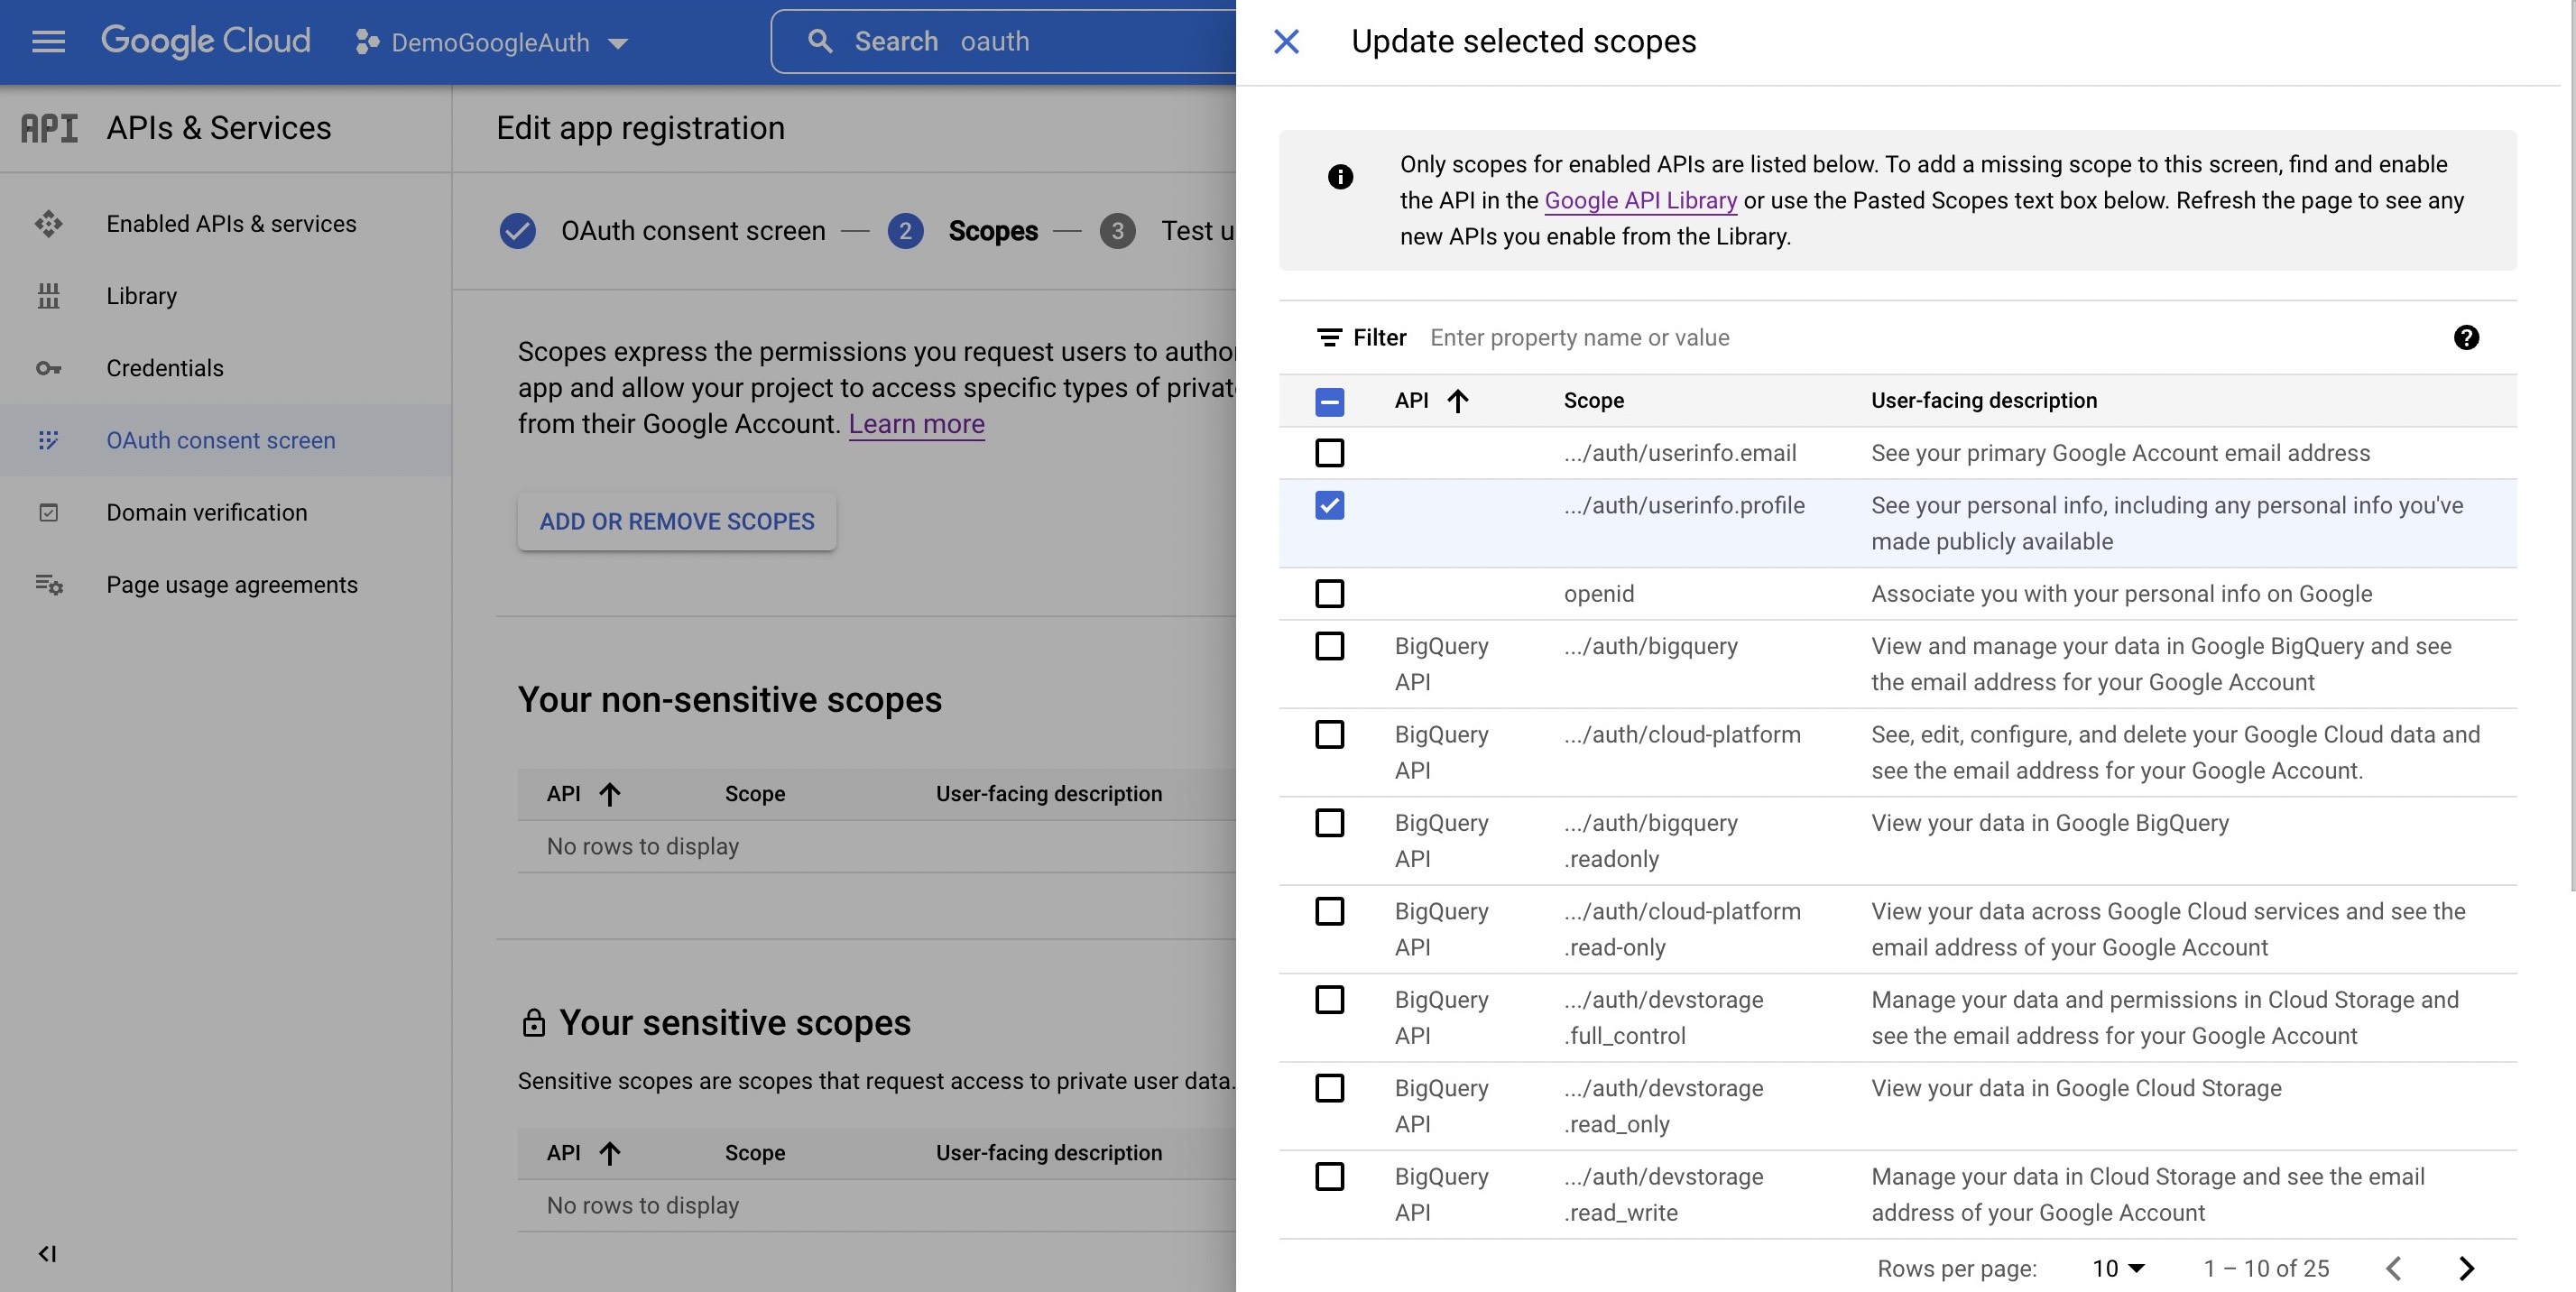 Google Cloud
DemoGoogleAuth
Search oauth
API APIs & Services
Enabled APIs & services
Library
Credentials
OAuth consent screen
Domain verification
Page usage agreements
Edit app registration
OAuth consent screen — 2 Scopes — 3 Test u
Scopes express the permissions you request users to autho
app and allow your project to access specific types of privat
from their Google Account. Learn more
ADD OR REMOVE SCOPES
Your non-sensitive scopes
API Scope User-facing description
No rows to display
Your sensitive scopes
Sensitive scopes are scopes that request access to private user data.
API Scope User-facing description
No rows to display
Update selected scopes
Only scopes for enabled APIs are listed below. To add a missing scope to this screen, find and enable
the API in the Google API Library or use the Pasted Scopes text box below. Refresh the page to see any
new APIs you enable from the Library.
Filter Enter property name or value
API Scope User-facing description
.../auth/userinfo.email See your primary Google Account email address
.../auth/userinfo.profile See your personal info, including any personal info you've
made publicly available
openid Associate you with your personal info on Google
BigQuery .../auth/bigquery View and manage your data in Google BigQuery and see
API the email address for your Google Account
BigQuery .../auth/cloud-platform See, edit, configure, and delete your Google Cloud data and
API see the email address for your Google Account.
BigQuery .../auth/bigquery View your data in Google BigQuery
API .readonly
BigQuery .../auth/cloud-platform View your data across Google Cloud services and see the
API .read-only email address of your Google Account
BigQuery .../auth/devstorage Manage your data and permissions in Cloud Storage and
API .full_control see the email address for your Google Account
BigQuery .../auth/devstorage View your data in Google Cloud Storage
API .read_only
BigQuery .../auth/devstorage Manage your data in Cloud Storage and see the email
API .read_write address of your Google Account
Rows per page: 10 1 – 10 of 25